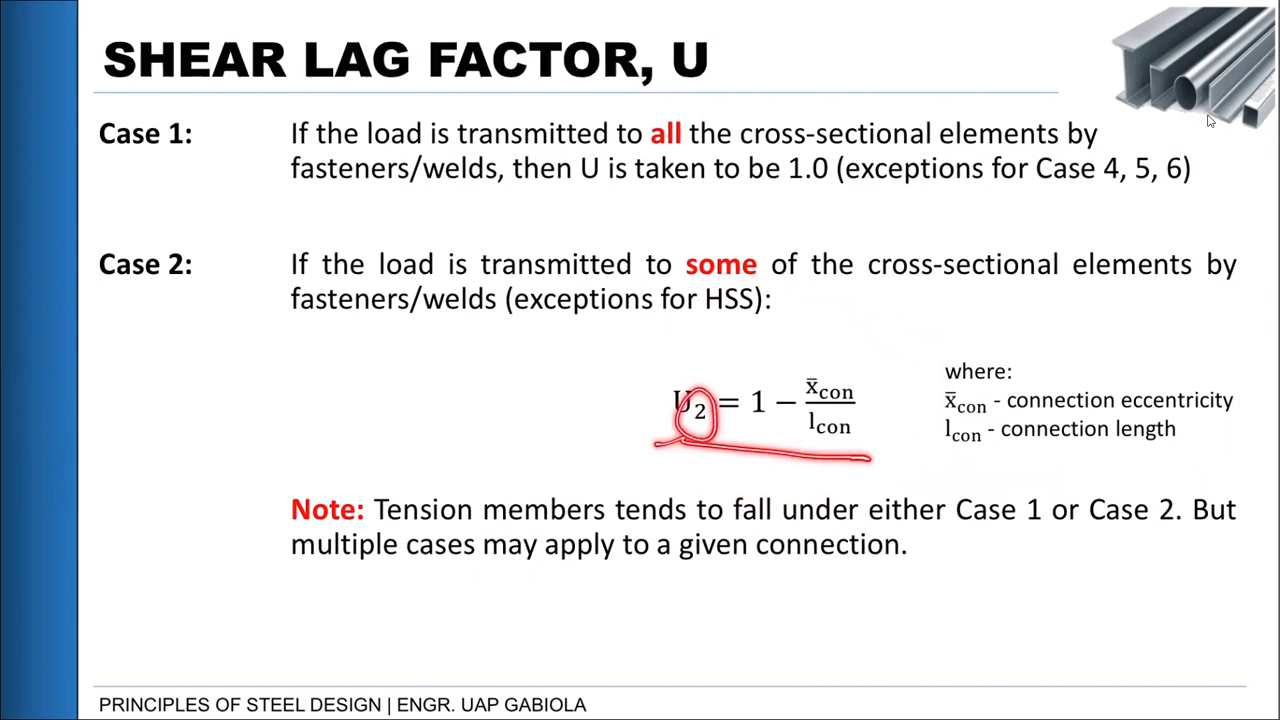 SHEAR LAG FACTOR, U
Case 1: If the load is transmitted to all the cross-sectional elements by
fasteners/welds, then U is taken to be 1.0 (exceptions for Case 4, 5, 6)
Case 2: If the load is transmitted to some of the cross-sectional elements by
fasteners/welds (exceptions for HSS):
U₂ = 1 − x̄con / lcon
where:
x̄con - connection eccentricity
lcon - connection length
Note: Tension members tends to fall under either Case 1 or Case 2. But
multiple cases may apply to a given connection.
PRINCIPLES OF STEEL DESIGN | ENGR. UAP GABIOLA